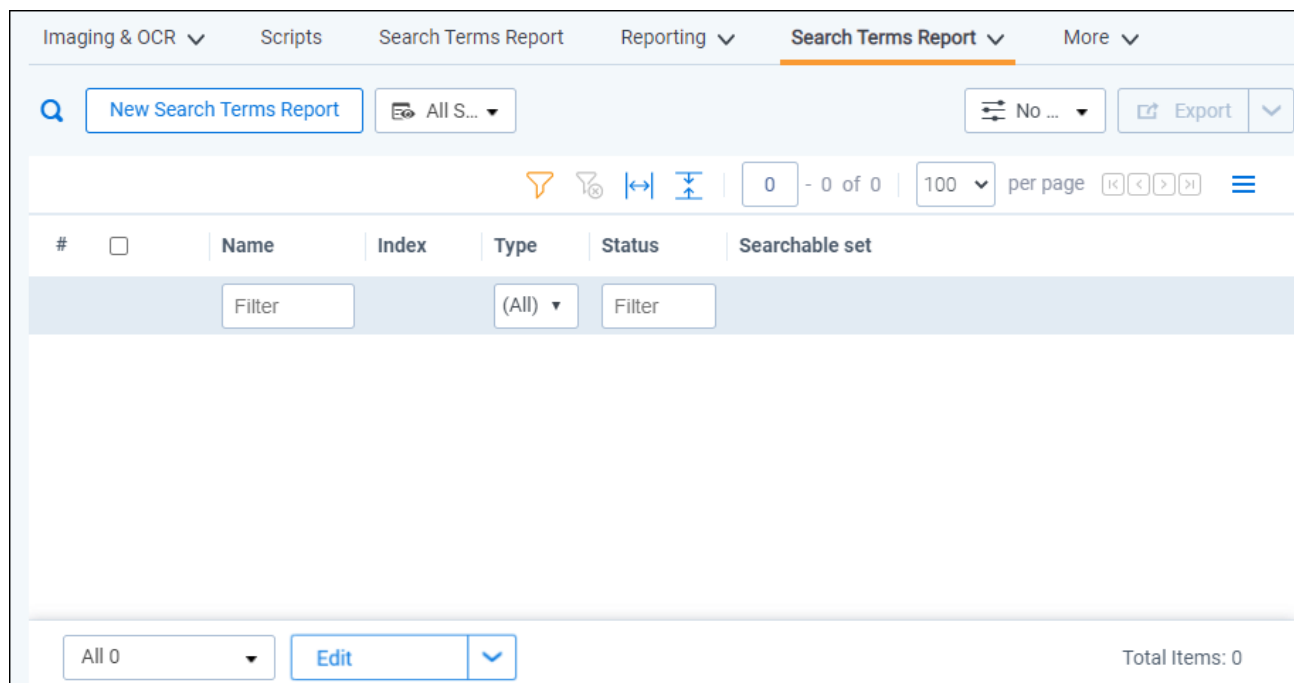 Imaging & OCR Scripts Search Terms Report Reporting Search Terms Report More
New Search Terms Report All S... No ... Export
0 - 0 of 0 100 per page
# Name Index Type Status Searchable set
Filter (All) Filter
All 0 Edit Total Items: 0